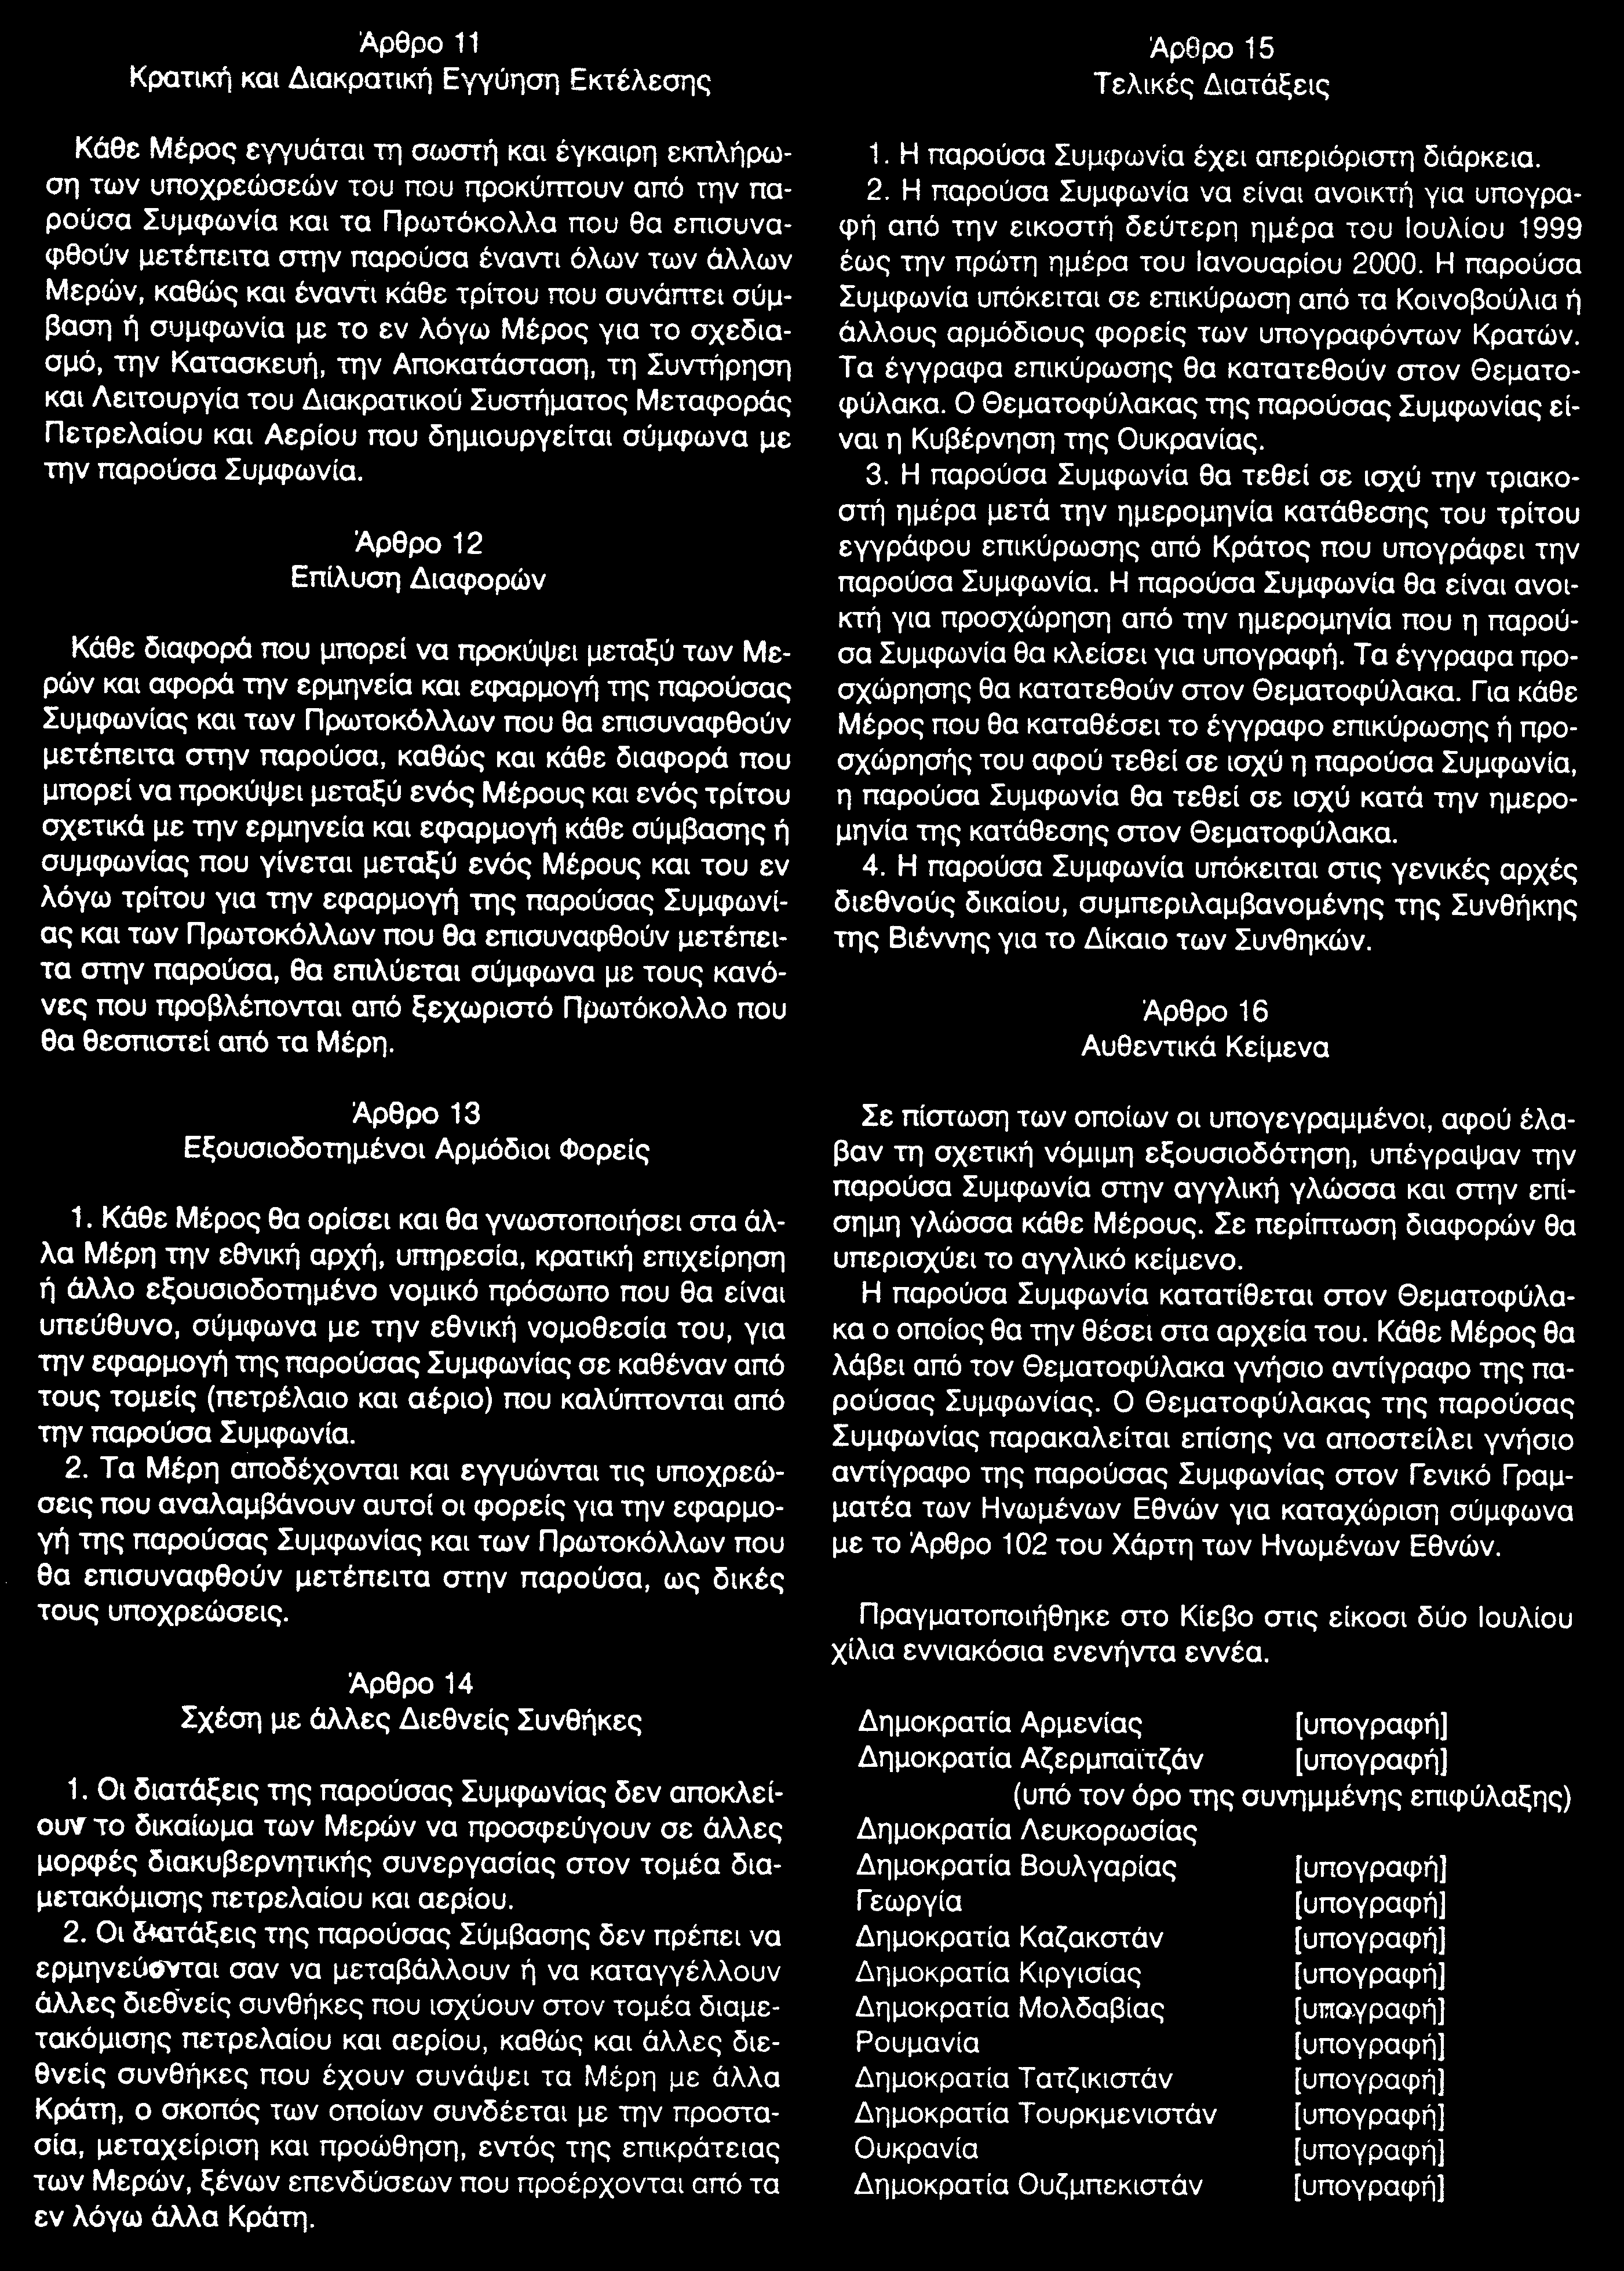 Άρθρο 11
Κρατική και Διακρατική Εγγύηση Εκτέλεσης
Κάθε Μέρος εγγυάται τη σωστή και έγκαιρη εκπλήρω-
ση των υποχρεώσεών του που προκύπτουν από την πα-
ρούσα Συμφωνία και τα Πρωτόκολλα που θα επισυνα-
φθούν μετέπειτα στην παρούσα έναντι όλων των άλλων
Μερών, καθώς και έναντι κάθε τρίτου που συνάπτει σύμ-
βαση ή συμφωνία με το εν λόγω Μέρος για το σχεδια-
σμό, την Κατασκευή, την Αποκατάσταση, τη Συντήρηση
και Λειτουργία του Διακρατικού Συστήματος Μεταφοράς
Πετρελαίου και Αερίου που δημιουργείται σύμφωνα με
την παρούσα Συμφωνία.
Άρθρο 12
Επίλυση Διαφορών
Κάθε διαφορά που μπορεί να προκύψει μεταξύ των Με-
ρών και αφορά την ερμηνεία και εφαρμογή της παρούσας
Συμφωνίας και των Πρωτοκόλλων που θα επισυναφθούν
μετέπειτα στην παρούσα, καθώς και κάθε διαφορά που
μπορεί να προκύψει μεταξύ ενός Μέρους και ενός τρίτου
σχετικά με την ερμηνεία και εφαρμογή κάθε σύμβασης ή
συμφωνίας που γίνεται μεταξύ ενός Μέρους και του εν
λόγω τρίτου για την εφαρμογή της παρούσας Συμφωνί-
ας και των Πρωτοκόλλων που θα επισυναφθούν μετέπει-
τα στην παρούσα, θα επιλύεται σύμφωνα με τους κανό-
νες που προβλέπονται από ξεχωριστό Πρωτόκολλο που
θα θεσπιστεί από τα Μέρη.
Άρθρο 13
Εξουσιοδοτημένοι Αρμόδιοι Φορείς
1. Κάθε Μέρος θα ορίσει και θα γνωστοποιήσει στα άλ-
λα Μέρη την εθνική αρχή, υπηρεσία, κρατική επιχείρηση
ή άλλο εξουσιοδοτημένο νομικό πρόσωπο που θα είναι
υπεύθυνο, σύμφωνα με την εθνική νομοθεσία του, για
την εφαρμογή της παρούσας Συμφωνίας σε καθέναν από
τους τομείς (πετρέλαιο και αέριο) που καλύπτονται από
την παρούσα Συμφωνία.
2. Τα Μέρη αποδέχονται και εγγυώνται τις υποχρεώ-
σεις που αναλαμβάνουν αυτοί οι φορείς για την εφαρμο-
γή της παρούσας Συμφωνίας και των Πρωτοκόλλων που
θα επισυναφθούν μετέπειτα στην παρούσα, ως δικές
τους υποχρεώσεις.
Άρθρο 14
Σχέση με άλλες Διεθνείς Συνθήκες
1. Οι διατάξεις της παρούσας Συμφωνίας δεν αποκλεί-
ουν το δικαίωμα των Μερών να προσφεύγουν σε άλλες
μορφές διακυβερνητικής συνεργασίας στον τομέα δια-
μετακόμισης πετρελαίου και αερίου.
2. Οι διατάξεις της παρούσας Σύμβασης δεν πρέπει να
ερμηνεύονται σαν να μεταβάλλουν ή να καταγγέλλουν
άλλες διεθνείς συνθήκες που ισχύουν στον τομέα διαμε-
τακόμισης πετρελαίου και αερίου, καθώς και άλλες διε-
θνείς συνθήκες που έχουν συνάψει τα Μέρη με άλλα
Κράτη, ο σκοπός των οποίων συνδέεται με την προστα-
σία, μεταχείριση και προώθηση, εντός της επικράτειας
των Μερών, ξένων επενδύσεων που προέρχονται από τα
εν λόγω άλλα Κράτη.
Άρθρο 15
Τελικές Διατάξεις
1. Η παρούσα Συμφωνία έχει απεριόριστη διάρκεια.
2. Η παρούσα Συμφωνία να είναι ανοικτή για υπογρα-
φή από την εικοστή δεύτερη ημέρα του Ιουλίου 1999
έως την πρώτη ημέρα του Ιανουαρίου 2000. Η παρούσα
Συμφωνία υπόκειται σε επικύρωση από τα Κοινοβούλια ή
άλλους αρμόδιους φορείς των υπογραφόντων Κρατών.
Τα έγγραφα επικύρωσης θα κατατεθούν στον Θεματο-
φύλακα. Ο Θεματοφύλακας της παρούσας Συμφωνίας εί-
ναι η Κυβέρνηση της Ουκρανίας.
3. Η παρούσα Συμφωνία θα τεθεί σε ισχύ την τριακο-
στή ημέρα μετά την ημερομηνία κατάθεσης του τρίτου
εγγράφου επικύρωσης από Κράτος που υπογράφει την
παρούσα Συμφωνία. Η παρούσα Συμφωνία θα είναι ανοι-
κτή για προσχώρηση από την ημερομηνία που η παρού-
σα Συμφωνία θα κλείσει για υπογραφή. Τα έγγραφα προ-
σχώρησης θα κατατεθούν στον Θεματοφύλακα. Για κάθε
Μέρος που θα καταθέσει το έγγραφο επικύρωσης ή προ-
σχώρησής του αφού τεθεί σε ισχύ η παρούσα Συμφωνία,
η παρούσα Συμφωνία θα τεθεί σε ισχύ κατά την ημερο-
μηνία της κατάθεσης στον Θεματοφύλακα.
4. Η παρούσα Συμφωνία υπόκειται στις γενικές αρχές
διεθνούς δικαίου, συμπεριλαμβανομένης της Συνθήκης
της Βιέννης για το Δίκαιο των Συνθηκών.
Άρθρο 16
Αυθεντικά Κείμενα
Σε πίστωση των οποίων οι υπογεγραμμένοι, αφού έλα-
βαν τη σχετική νόμιμη εξουσιοδότηση, υπέγραψαν την
παρούσα Συμφωνία στην αγγλική γλώσσα και στην επί-
σημη γλώσσα κάθε Μέρους. Σε περίπτωση διαφορών θα
υπερισχύει το αγγλικό κείμενο.
Η παρούσα Συμφωνία κατατίθεται στον Θεματοφύλα-
κα ο οποίος θα την θέσει στα αρχεία του. Κάθε Μέρος θα
λάβει από τον Θεματοφύλακα γνήσιο αντίγραφο της πα-
ρούσας Συμφωνίας. Ο Θεματοφύλακας της παρούσας
Συμφωνίας παρακαλείται επίσης να αποστείλει γνήσιο
αντίγραφο της παρούσας Συμφωνίας στον Γενικό Γραμ-
ματέα των Ηνωμένων Εθνών για καταχώριση σύμφωνα
με το Άρθρο 102 του Χάρτη των Ηνωμένων Εθνών.
Πραγματοποιήθηκε στο Κίεβο στις είκοσι δύο Ιουλίου
χίλια εννιακόσια ενενήντα εννέα.
Δημοκρατία Αρμενίας [υπογραφή]
Δημοκρατία Αζερμπαϊτζάν [υπογραφή]
(υπό τον όρο της συνημμένης επιφύλαξης)
Δημοκρατία Λευκορωσίας
Δημοκρατία Βουλγαρίας [υπογραφή]
Γεωργία [υπογραφή]
Δημοκρατία Καζακστάν [υπογραφή]
Δημοκρατία Κιργισίας [υπογραφή]
Δημοκρατία Μολδαβίας [υπογραφή]
Ρουμανία [υπογραφή]
Δημοκρατία Τατζικιστάν [υπογραφή]
Δημοκρατία Τουρκμενιστάν [υπογραφή]
Ουκρανία [υπογραφή]
Δημοκρατία Ουζμπεκιστάν [υπογραφή]